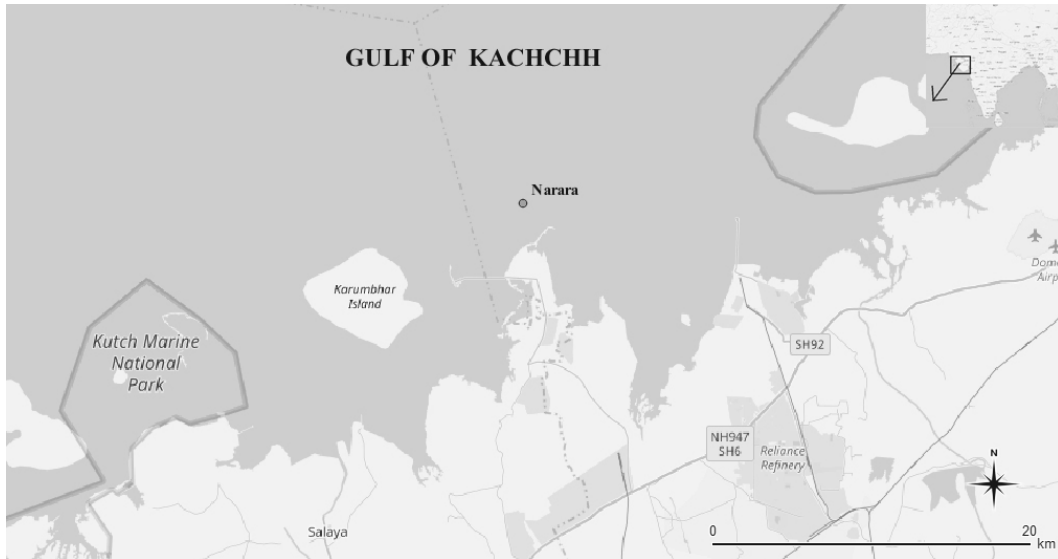 GULF OF KACHCHH
Narara
Karumbhar
Island
Kutch Marine
National
Park
SH92
NH947
SH6
Reliance
Refinery
Salaya
N
0
20
km